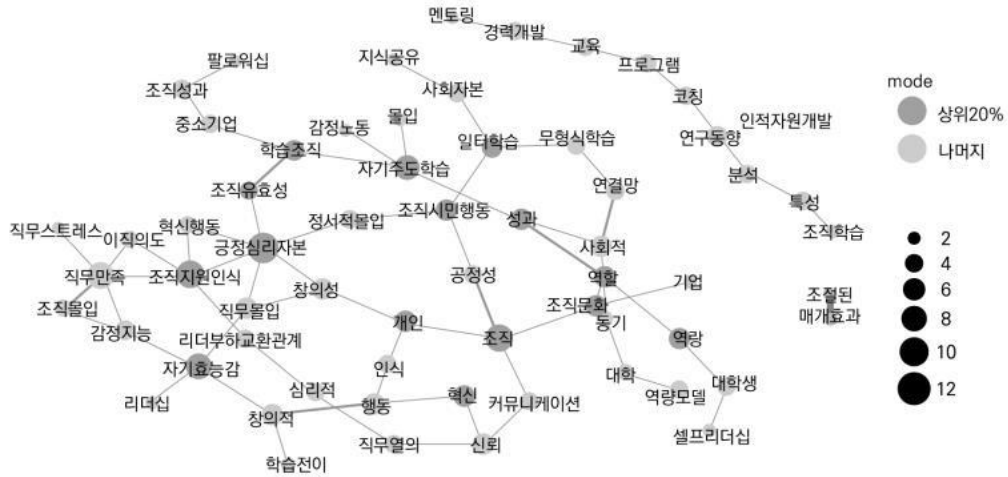 멘토링
경력개발
교육
프로그램
코칭
연구동향
인적자원개발
분석
특성
조직학습
지식공유
사회자본
팔로워십
조직성과
중소기업
학습조직
감정노동
몰입
자기주도학습
일터학습
무형식학습
연결망
조직유효성
정서적몰입
조직시민행동
성과
사회적
직무스트레스
이직의도
혁신행동
긍정심리자본
직무만족
조직지원인식
공정성
역할
기업
조직몰입
직무몰입
창의성
조직문화
동기
조절된
매개효과
감정지능
리더부하교환관계
개인
조직
역량
자기효능감
인식
대학
대학생
리더십
심리적
행동
혁신
커뮤니케이션
역량모델
창의적
직무열의
신뢰
셀프리더십
학습전이
mode
상위20%
나머지
2
4
6
8
10
12